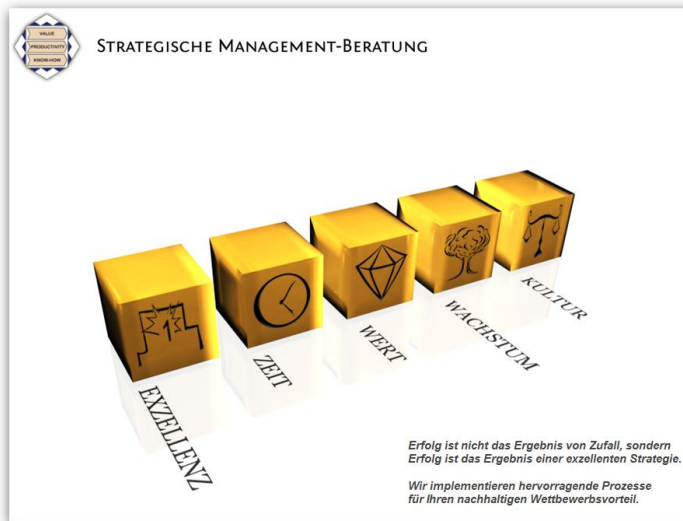 VALUE
PRODUCTIVITY
KNOW-HOW
STRATEGISCHE MANAGEMENT-BERATUNG
1
EXZELLENZ
ZEIT
WERT
WACHSTUM
KULTUR
Erfolg ist nicht das Ergebnis von Zufall, sondern
Erfolg ist das Ergebnis einer exzellenten Strategie.
Wir implementieren hervorragende Prozesse
für Ihren nachhaltigen Wettbewerbsvorteil.